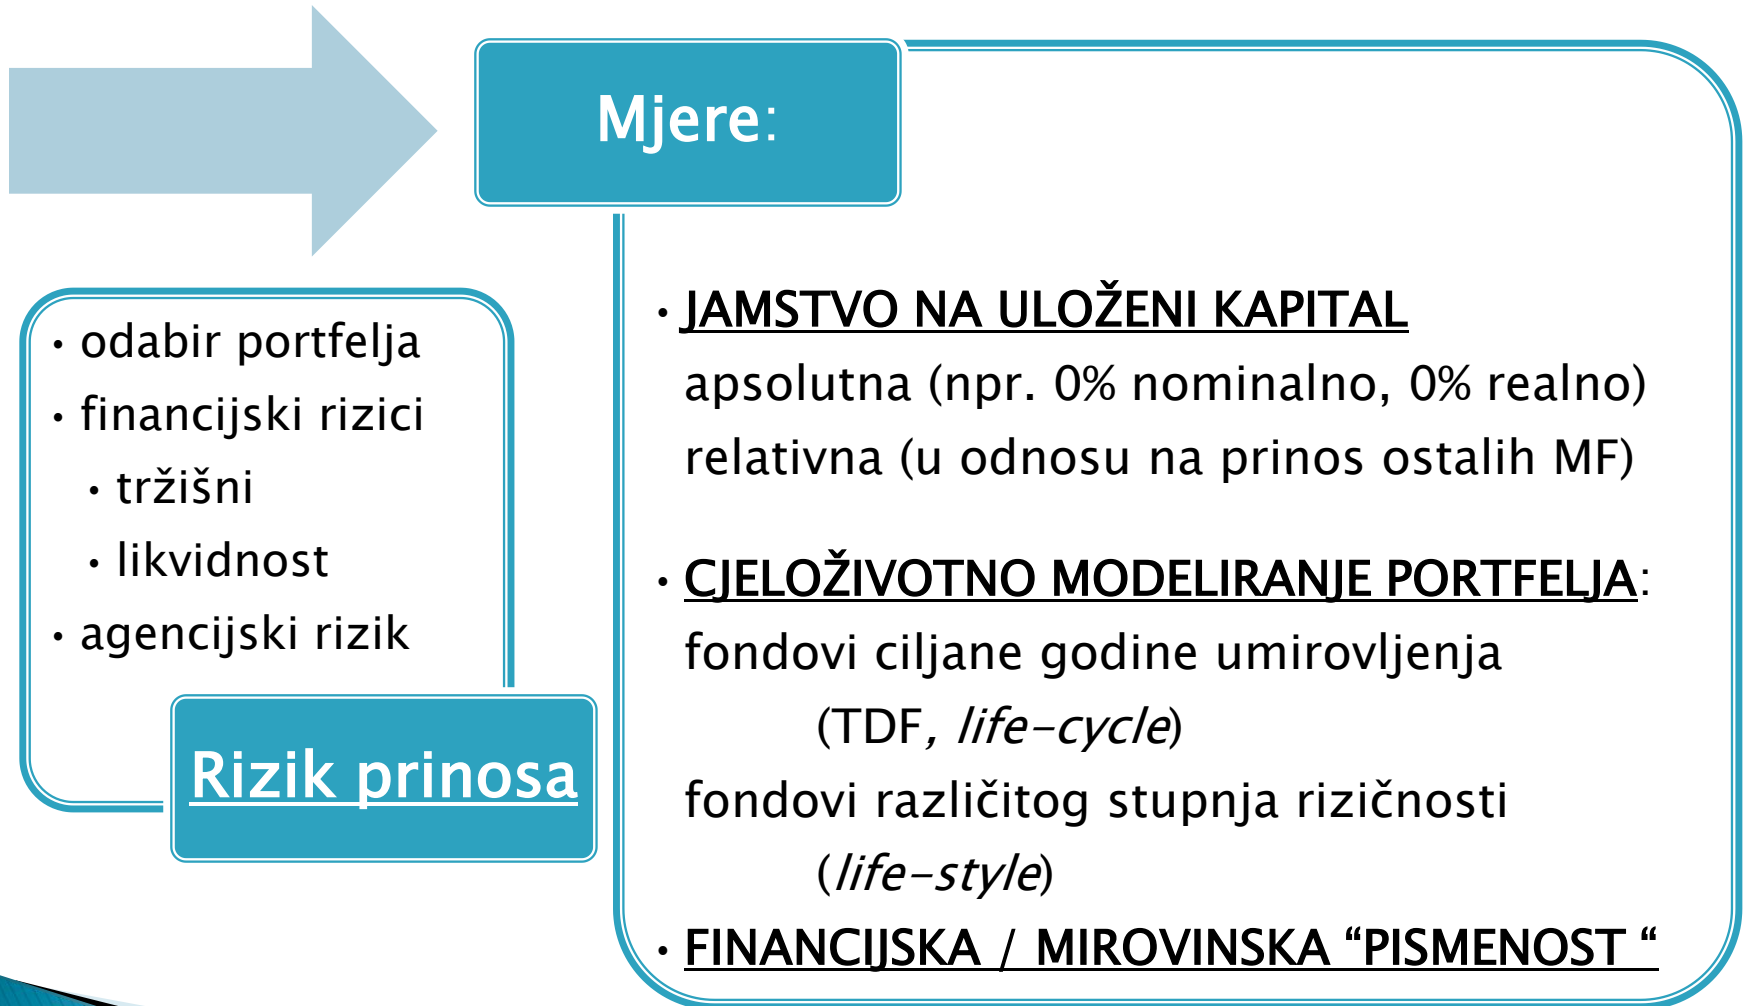 • odabir portfelja
• financijski rizici
• tržišni
• likvidnost
• agencijski rizik
Rizik prinosa
Mjere:
• JAMSTVO NA ULOŽENI KAPITAL
apsolutna (npr. 0% nominalno, 0% realno)
relativna (u odnosu na prinos ostalih MF)
• CJELOŽIVOTNO MODELIRANJE PORTFELJA:
fondovi ciljane godine umirovljenja
(TDF, life-cycle)
fondovi različitog stupnja rizičnosti
(life-style)
• FINANCIJSKA / MIROVINSKA “PISMENOST “